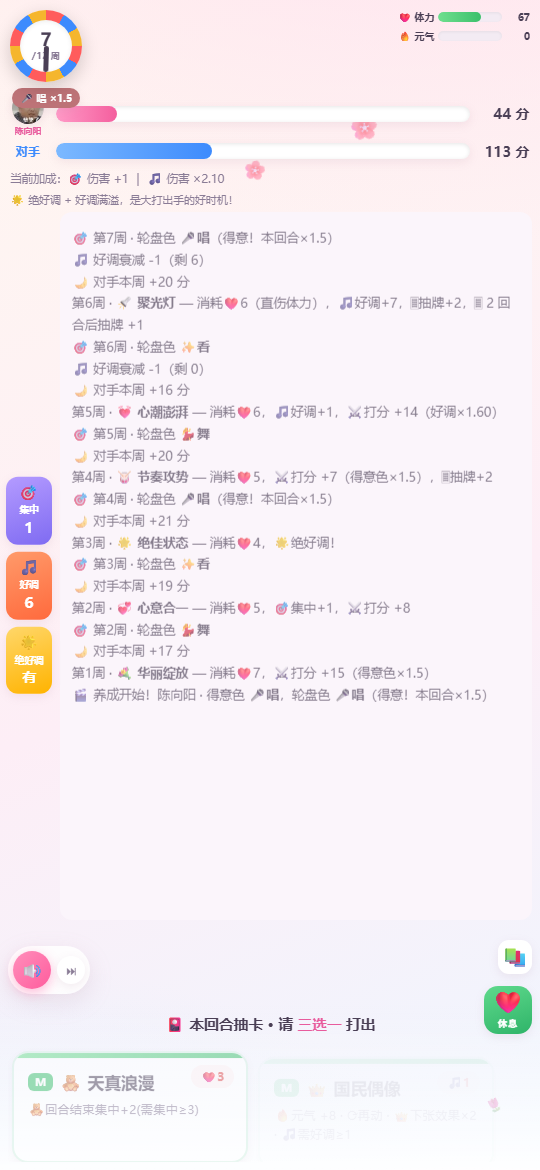 7
体力 67
元气 0
唱 ×1.5
陈向阳 44 分
对手 113 分
当前加成: 伤害 +1 | 伤害 ×2.10
绝好调 + 好调满溢，是大打出手的好时机！
第7周 · 轮盘色 唱（得意！本回合×1.5）
好调衰减 -1（剩 6）
对手本周 +20 分
第6周 · 聚光灯 — 消耗 6（直伤体力），好调+7，抽牌+2，2 回
合后抽牌 +1
第6周 · 轮盘色 看
好调衰减 -1（剩 0）
对手本周 +16 分
第5周 · 心潮澎湃 — 消耗 6，好调+1，打分 +14（好调×1.60）
第5周 · 轮盘色 舞
对手本周 +20 分
第4周 · 节奏攻势 — 消耗 5，打分 +7（得意色×1.5），抽牌+2
第4周 · 轮盘色 唱（得意！本回合×1.5）
对手本周 +21 分
第3周 · 绝佳状态 — 消耗 4，绝好调！
第3周 · 轮盘色 看
对手本周 +19 分
第2周 · 心意合一 — 消耗 5，集中+1，打分 +8
第2周 · 轮盘色 舞
对手本周 +17 分
第1周 · 华丽绽放 — 消耗 7，打分 +15（得意色×1.5）
养成开始！陈向阳 · 得意色 唱，轮盘色 唱（得意！本回合×1.5）
集中
1
好调
6
绝好调
有
休息
本回合抽卡 • 请 三选一 打出
M 天真浪漫 3
回合结束集中+2(需集中≥3)
M 国民偶像 1
元气 +8 · 再动 · 下张效果×2
· 需好调≥1